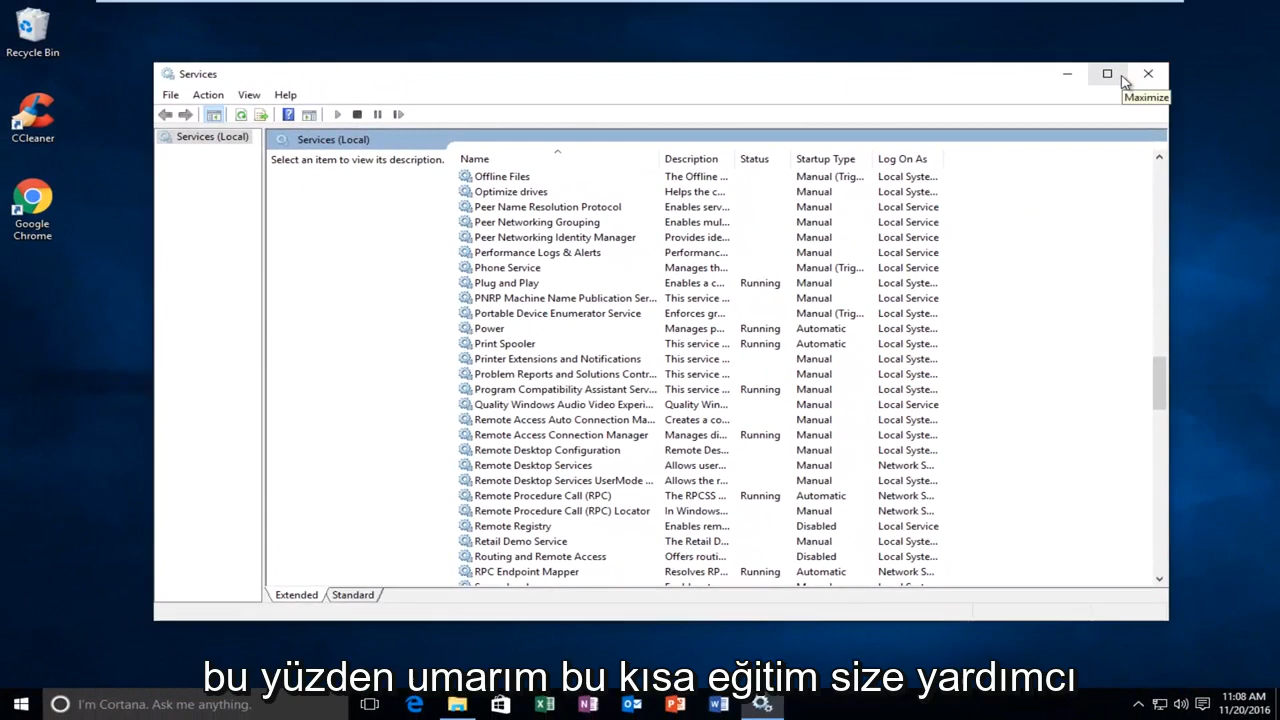 Recycle Bin
CCleaner
Google
Chrome
Services
File Action View Help
Maximize
Services (Local)
Services (Local)
Select an item to view its description.
Name Description Status Startup Type Log On As
Offline Files The Offline ... Manual (Trig... Local Syste...
Optimize drives Helps the c... Manual Local Syste...
Peer Name Resolution Protocol Enables serv... Manual Local Service
Peer Networking Grouping Enables mul... Manual Local Service
Peer Networking Identity Manager Provides ide... Manual Local Service
Performance Logs & Alerts Performanc... Manual Local Service
Phone Service Manages th... Manual (Trig... Local Service
Plug and Play Enables a c... Running Manual Local Syste...
PNRP Machine Name Publication Ser... This service ... Manual Local Service
Portable Device Enumerator Service Enforces gr... Manual (Trig... Local Syste...
Power Manages p... Running Automatic Local Syste...
Print Spooler This service ... Running Automatic Local Syste...
Printer Extensions and Notifications This service ... Manual Local Syste...
Problem Reports and Solutions Contr... This service ... Manual Local Syste...
Program Compatibility Assistant Serv... This service ... Running Manual Local Syste...
Quality Windows Audio Video Experi... Quality Win... Manual Local Service
Remote Access Auto Connection Ma... Creates a co... Manual Local Syste...
Remote Access Connection Manager Manages di... Running Manual Local Syste...
Remote Desktop Configuration Remote Des... Manual Local Syste...
Remote Desktop Services Allows user... Manual Network S...
Remote Desktop Services UserMode ... Allows the r... Manual Local Syste...
Remote Procedure Call (RPC) The RPCSS ... Running Automatic Network S...
Remote Procedure Call (RPC) Locator In Windows... Manual Network S...
Remote Registry Enables rem... Disabled Local Service
Retail Demo Service The Retail D... Manual Local Syste...
Routing and Remote Access Offers routi... Disabled Local Syste...
RPC Endpoint Mapper Resolves RP... Running Automatic Network S...
Extended Standard
bu yüzden umarım bu kısa eğitim size yardımcı
I'm Cortana. Ask me anything.
11:08 AM
11/20/2016